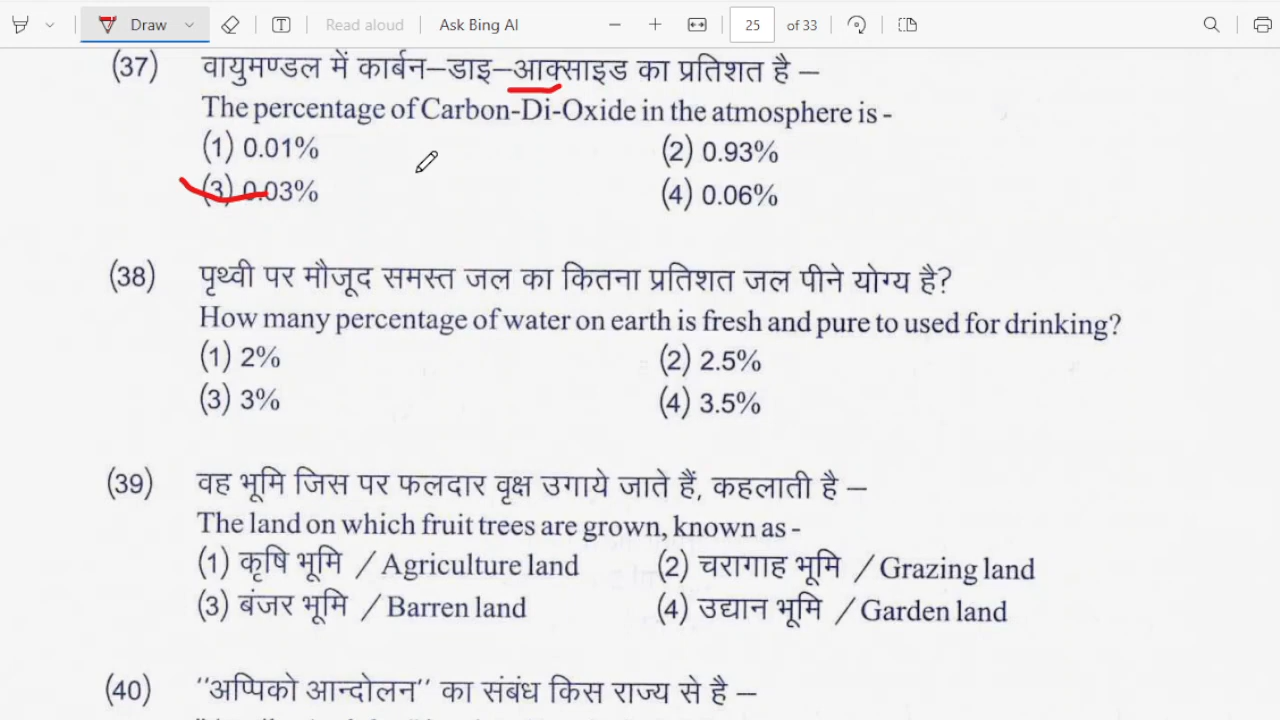 Draw
Read aloud
Ask Bing AI
25 of 33
(37) वायुमण्डल में कार्बन–डाइ–आक्साइड का प्रतिशत है –
The percentage of Carbon-Di-Oxide in the atmosphere is -
(1) 0.01% (2) 0.93%
(3) 0.03% (4) 0.06%
(38) पृथ्वी पर मौजूद समस्त जल का कितना प्रतिशत जल पीने योग्य है?
How many percentage of water on earth is fresh and pure to used for drinking?
(1) 2% (2) 2.5%
(3) 3% (4) 3.5%
(39) वह भूमि जिस पर फलदार वृक्ष उगाये जाते हैं, कहलाती है –
The land on which fruit trees are grown, known as -
(1) कृषि भूमि / Agriculture land (2) चरागाह भूमि / Grazing land
(3) बंजर भूमि / Barren land (4) उद्यान भूमि / Garden land
(40) "अप्पिको आन्दोलन" का संबंध किस राज्य से है –